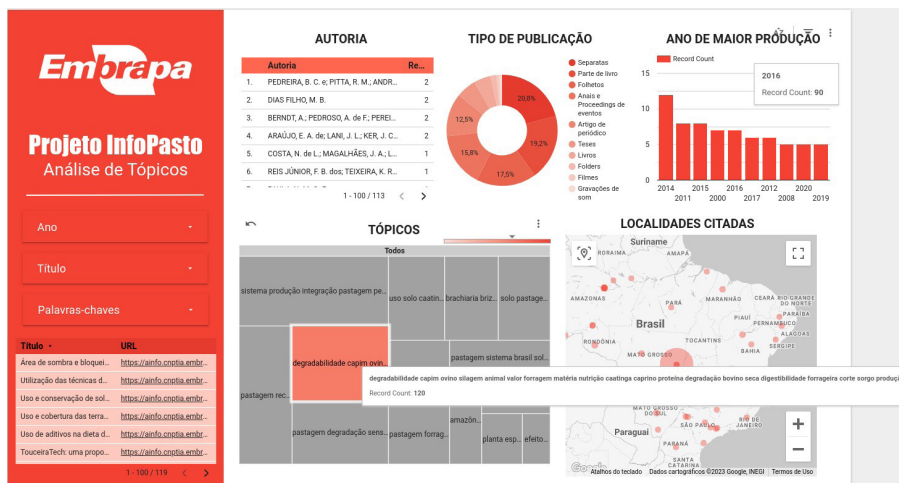 Embrapa
Projeto InfoPasto
Análise de Tópicos
Ano
Título
Palavras-chaves
Título URL
Área de sombra e bloquei... https://ainfo.cnptia.embr...
Utilização das técnicas d... https://ainfo.cnptia.embr...
Uso e conservação de sol... https://ainfo.cnptia.embr...
Uso e cobertura das terra... https://ainfo.cnptia.embr...
Uso de aditivos na dieta d... https://ainfo.cnptia.embr...
TouceiraTech: uma propo... https://ainfo.cnptia.embr...
1 - 100 / 119
AUTORIA
Autoria Re...
1. PEDREIRA, B. C. e; PITTA, R. M.; ANDR... 2
2. DIAS FILHO, M. B. 2
3. BERNDT, A.; PEDROSO, A. de F.; PEREI... 2
4. ARAÚJO, E. A. de; LANI, J. L.; KER, J. C... 2
5. COSTA, N. de L.; MAGALHÃES, J. A.; L... 1
6. REIS JÚNIOR, F. B. dos; TEIXEIRA, K. R... 1
1 - 100 / 113
TIPO DE PUBLICAÇÃO
20,8%
19,2%
17,5%
15,8%
12,5%
Separatas
Parte de livro
Folhetos
Anais e
Proceedings de
eventos
Artigo de
periódico
Teses
Livros
Folders
Filmes
Gravações de
som
ANO DE MAIOR PRODUÇÃO
Record Count
15
10
5
0
2016
Record Count: 90
2014 2015 2016 2012 2020
2011 2000 2017 2008 2019
TÓPICOS
Todos
sistema produção integração pastagem pe...
uso solo caatin...
brachiaria briz...
solo pastage...
degradabilidade capim ovin...
pastagem sistema brasil sol...
pastagem rec...
degradabilidade capim ovino silagem animal valor forragem matéria nutrição caatinga caprino proteína degradação bovino seca digestibilidade forrageira corte sorgo produç
Record Count: 120
amazôn...
pastagem degradação sens...
pastagem forrag...
planta esp...
efeito...
LOCALIDADES CITADAS
Suriname
RORAIMA
AMAPÁ
AMAZONAS
PARÁ
MARANHÃO
CEARÁ
RIO GRANDE
DO NORTE
PARAÍBA
PIAUÍ
PERNAMBUCO
ALAGOAS
SERGIPE
Brasil
RONDÔNIA
TOCANTINS
MATO GROSSO
BAHIA
MATO GROSSO
DO SUL
SÃO PAULO
RIO DE
JANEIRO
Paraguai
PARANÁ
SANTA
CATARINA
Google
Atalhos do teclado Dados cartográficos ©2023 Google, INEGI Termos de Uso